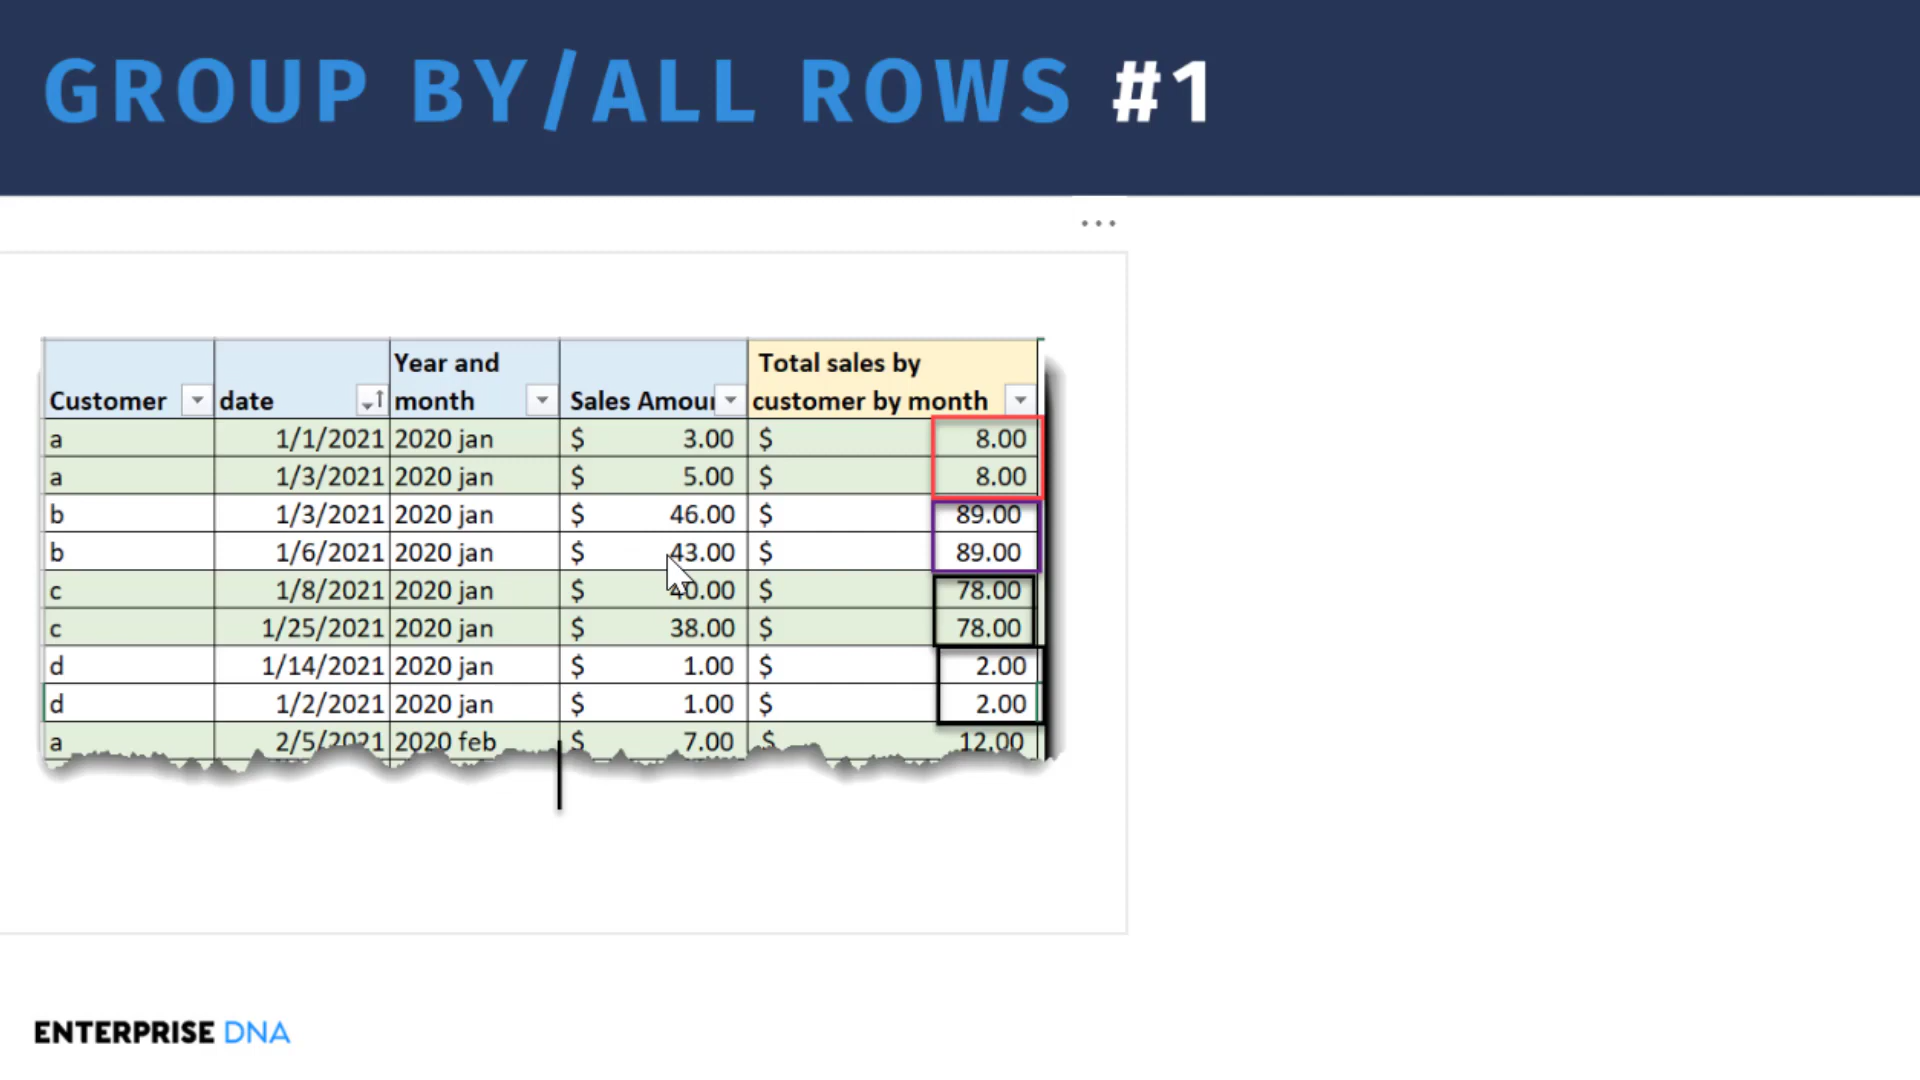 GROUP BY/ALL ROWS #1
...
Year and Total sales by
Customer date month Sales Amour customer by month
a 1/1/2021 2020 jan $ 3.00 $ 8.00
a 1/3/2021 2020 jan $ 5.00 $ 8.00
b 1/3/2021 2020 jan $ 46.00 $ 89.00
b 1/6/2021 2020 jan $ 43.00 $ 89.00
c 1/8/2021 2020 jan $ 40.00 $ 78.00
c 1/25/2021 2020 jan $ 38.00 $ 78.00
d 1/14/2021 2020 jan $ 1.00 $ 2.00
d 1/2/2021 2020 jan $ 1.00 $ 2.00
a 2/5/2021 2020 feb $ 7.00 $ 12.00
ENTERPRISE DNA